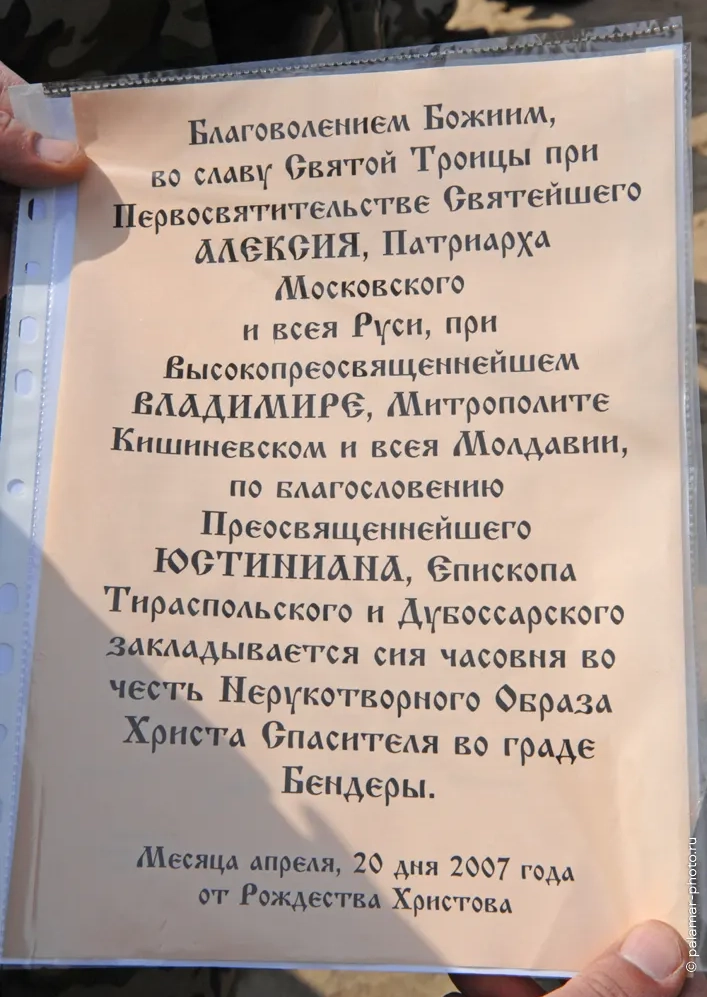 Благоволением Божиим,
во славу Святой Троицы при
Первосвятительстве Святейшего
АЛЕКСИЯ, Патриарха
Московского
и всея Руси, при
Высокопреосвященнейшем
ВЛАДИМИРЕ, Митрополите
Кишиневском и всея Молдавии,
по благословению
Преосвященнейшего
ЮСТИНИАНА, Епископа
Тираспольского и Дубоссарского
закладывается сия часовня во
честь Нерукотворного Образа
Христа Спасителя во граде
Бендеры.
Месяца апреля, 20 дня 2007 года
от Рождества Христова
© palamar-photo.ru